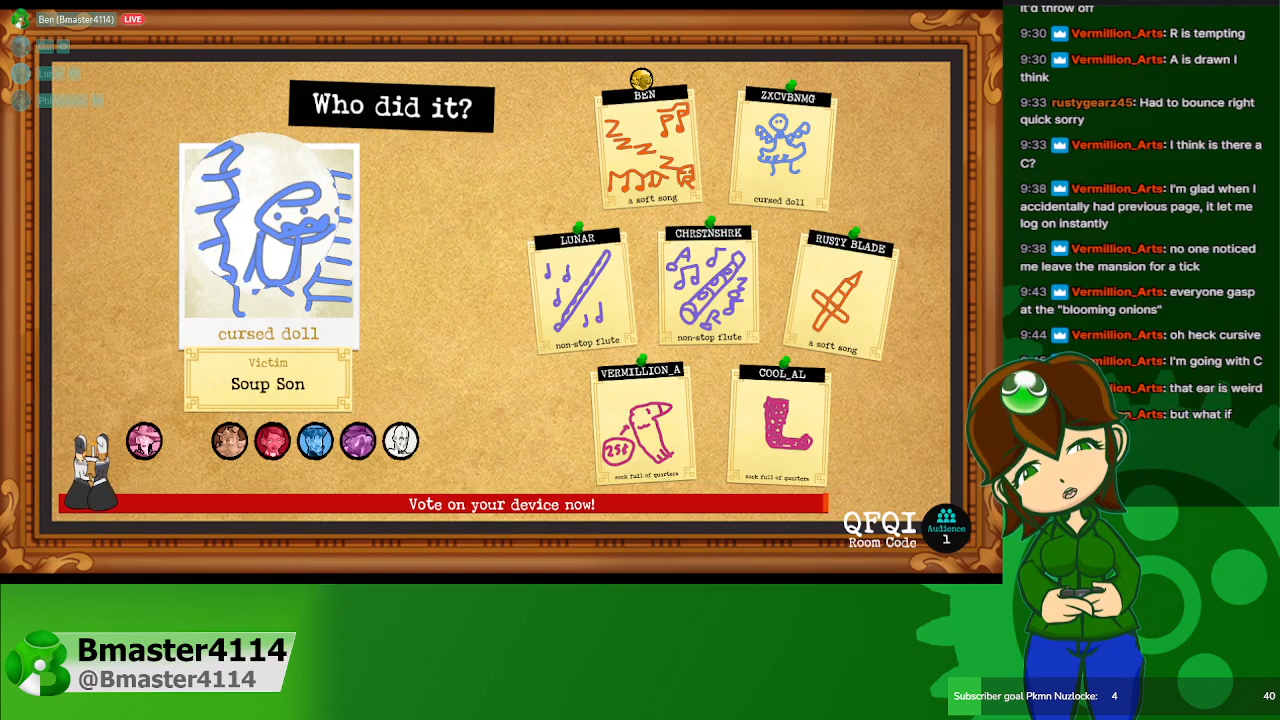 Ben (Bmaster4114) LIVE
Who did it?
cursed doll
Victim
Soup Son
BEN
a soft song
ZXCVBNMG
cursed doll
LUNAR
non-stop flute
CHRSTNSHRK
non-stop flute
RUSTY BLADE
a soft song
VERMILLION_A
25¢
sock full of quarters
COOL_AL
sock full of quarters
Vote on your device now!
QFQI
Room Code
Audience
1
it'd throw off
9:30 Vermillion_Arts: R is tempting
9:30 Vermillion_Arts: A is drawn I
think
9:33 rustygearz45: Had to bounce right
quick sorry
9:33 Vermillion_Arts: I think is there a
C?
9:38 Vermillion_Arts: I'm glad when I
accidentally had previous page, it let me
log on instantly
9:38 Vermillion_Arts: no one noticed
me leave the mansion for a tick
9:43 Vermillion_Arts: everyone gasp
at the "blooming onions"
9:44 Vermillion_Arts: oh heck cursive
Vermillion_Arts: I'm going with C
_Arts: that ear is weird
_Arts: but what if
Bmaster4114
@Bmaster4114
Subscriber goal Pkmn Nuzlocke: 4 40